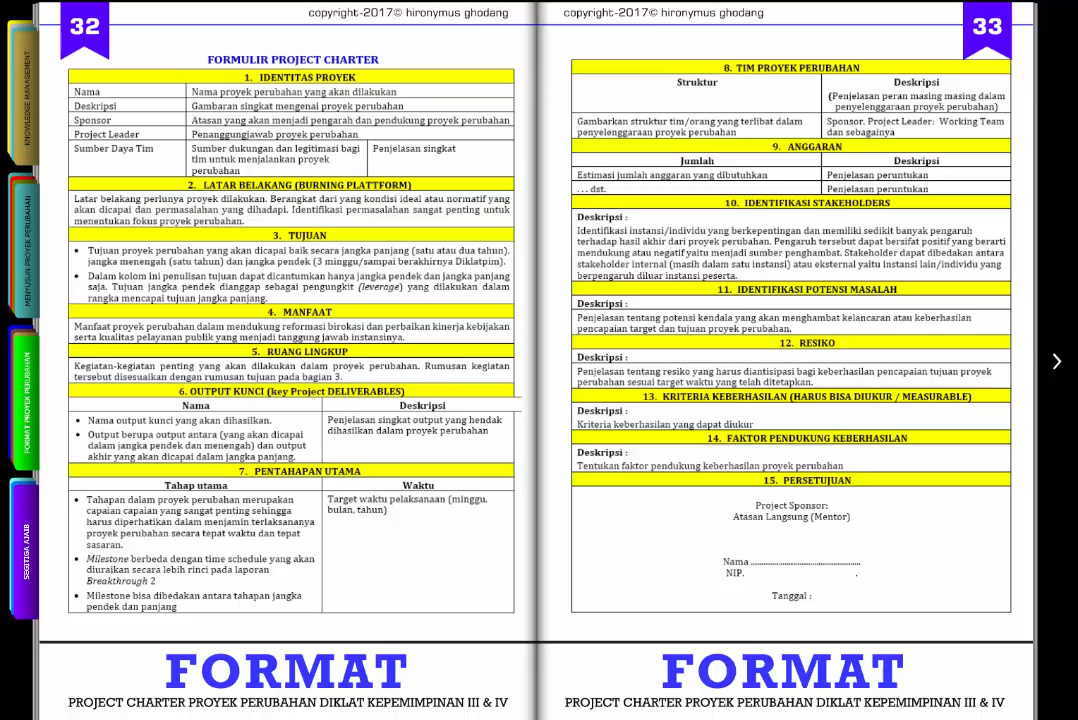 copyright-2017© hironymus ghodang
32
FORMULIR PROJECT CHARTER
1. IDENTITAS PROYEK
Nama
Nama proyek perubahan yang akan dilakukan
Deskripsi
Gambaran singkat mengenai proyek perubahan
Sponsor
Atasan yang akan menjadi pengarah dan pendukung proyek perubahan
Project Leader
Penanggungjawab proyek perubahan
Sumber Daya Tim
Sumber dukungan dan legitimasi bagi
tim untuk menjalankan proyek
perubahan
Penjelasan singkat
2. LATAR BELAKANG (BURNING PLATTFORM)
Latar belakang perlunya proyek dilakukan. Berangkat dari yang kondisi ideal atau normatif yang
akan dicapai dan permasalahan yang dihadapi. Identifikasi permasalahan sangat penting untuk
menentukan fokus proyek perubahan.
3. TUJUAN
• Tujuan proyek perubahan yang akan dicapai baik secara jangka panjang (satu atau dua tahun).
jangka menengah (satu tahun) dan jangka pendek (3 minggu/sampai berakhirnya Diklatpim).
• Dalam kolom ini penulisan tujuan dapat dicantumkan hanya jangka pendek dan jangka panjang
saja. Tujuan jangka pendek dianggap sebagai pengungkit (leverage) yang dilakukan dalam
rangka mencapai tujuan jangka panjang.
4. MANFAAT
Manfaat proyek perubahan dalam mendukung reformasi birokasi dan perbaikan kinerja kebijakan
serta kualitas pelayanan publik yang menjadi tanggung jawab instansinya.
5. RUANG LINGKUP
Kegiatan-kegiatan penting yang akan dilakukan dalam proyek perubahan. Rumusan kegiatan
tersebut disesuaikan dengan rumusan tujuan pada bagian 3.
6. OUTPUT KUNCI (key Project DELIVERABLES)
Nama
Deskripsi
• Nama output kunci yang akan dihasilkan.
• Output berupa output antara (yang akan dicapai
dalam jangka pendek dan menengah) dan output
akhir yang akan dicapai dalam jangka panjang.
Penjelasan singkat output yang hendak
dihasilkan dalam proyek perubahan
7. PENTAHAPAN UTAMA
Tahap utama
Waktu
• Tahapan dalam proyek perubahan merupakan
capaian capaian yang sangat penting sehingga
harus diperhatikan dalam menjamin terlaksananya
proyek perubahan secara tepat waktu dan tepat
sasaran.
• Milestone berbeda dengan time schedule yang akan
diuraikan secara lebih rinci pada laporan
Breakthrough 2
• Milestone bisa dibedakan antara tahapan jangka
pendek dan panjang
Target waktu pelaksanaan (minggu.
bulan, tahun)
FORMAT
PROJECT CHARTER PROYEK PERUBAHAN DIKLAT KEPEMIMPINAN III & IV
copyright-2017© hironymus ghodang
33
8. TIM PROYEK PERUBAHAN
Struktur
Deskripsi
(Penjelasan peran masing masing dalam
penyelenggaraan proyek perubahan)
Gambarkan struktur tim/orang yang terlibat dalam
penyelenggaraan proyek perubahan
Sponsor. Project Leader: Working Team
dan sebagainya
9. ANGGARAN
Jumlah
Deskripsi
Estimasi jumlah anggaran yang dibutuhkan
Penjelasan peruntukan
. . . dst.
Penjelasan peruntukan
10. IDENTIFIKASI STAKEHOLDERS
Deskripsi :
Identifikasi instansi/individu yang berkepentingan dan memiliki sedikit banyak pengaruh
terhadap hasil akhir dari proyek perubahan. Pengaruh tersebut dapat bersifat positif yang berarti
mendukung atau negatif yaitu menjadi sumber penghambat. Stakeholder dapat dibedakan antara
stakeholder internal (masih dalam satu instansi) atau eksternal yaitu instansi lain/individu yang
berpengaruh diluar instansi peserta.
11. IDENTIFIKASI POTENSI MASALAH
Deskripsi :
Penjelasan tentang potensi kendala yang akan menghambat kelancaran atau keberhasilan
pencapaian target dan tujuan proyek perubahan.
12. RESIKO
Deskripsi :
Penjelasan tentang resiko yang harus diantisipasi bagi keberhasilan pencapaian tujuan proyek
perubahan sesuai target waktu yang telah ditetapkan.
13. KRITERIA KEBERHASILAN (HARUS BISA DIUKUR / MEASURABLE)
Deskripsi :
Kriteria keberhasilan yang dapat diukur
14. FAKTOR PENDUKUNG KEBERHASILAN
Deskripsi :
Tentukan faktor pendukung keberhasilan proyek perubahan
15. PERSETUJUAN
Project Sponsor:
Atasan Langsung (Mentor)
Nama ..................................................
NIP. .
Tanggal :
FORMAT
PROJECT CHARTER PROYEK PERUBAHAN DIKLAT KEPEMIMPINAN III & IV
KNOWLEDGE MANAGEMENT
MENYUSUN PROYEK PERUBAHAN
FORMAT PROYEK PERUBAHAN
SEGITIGA AJAIB